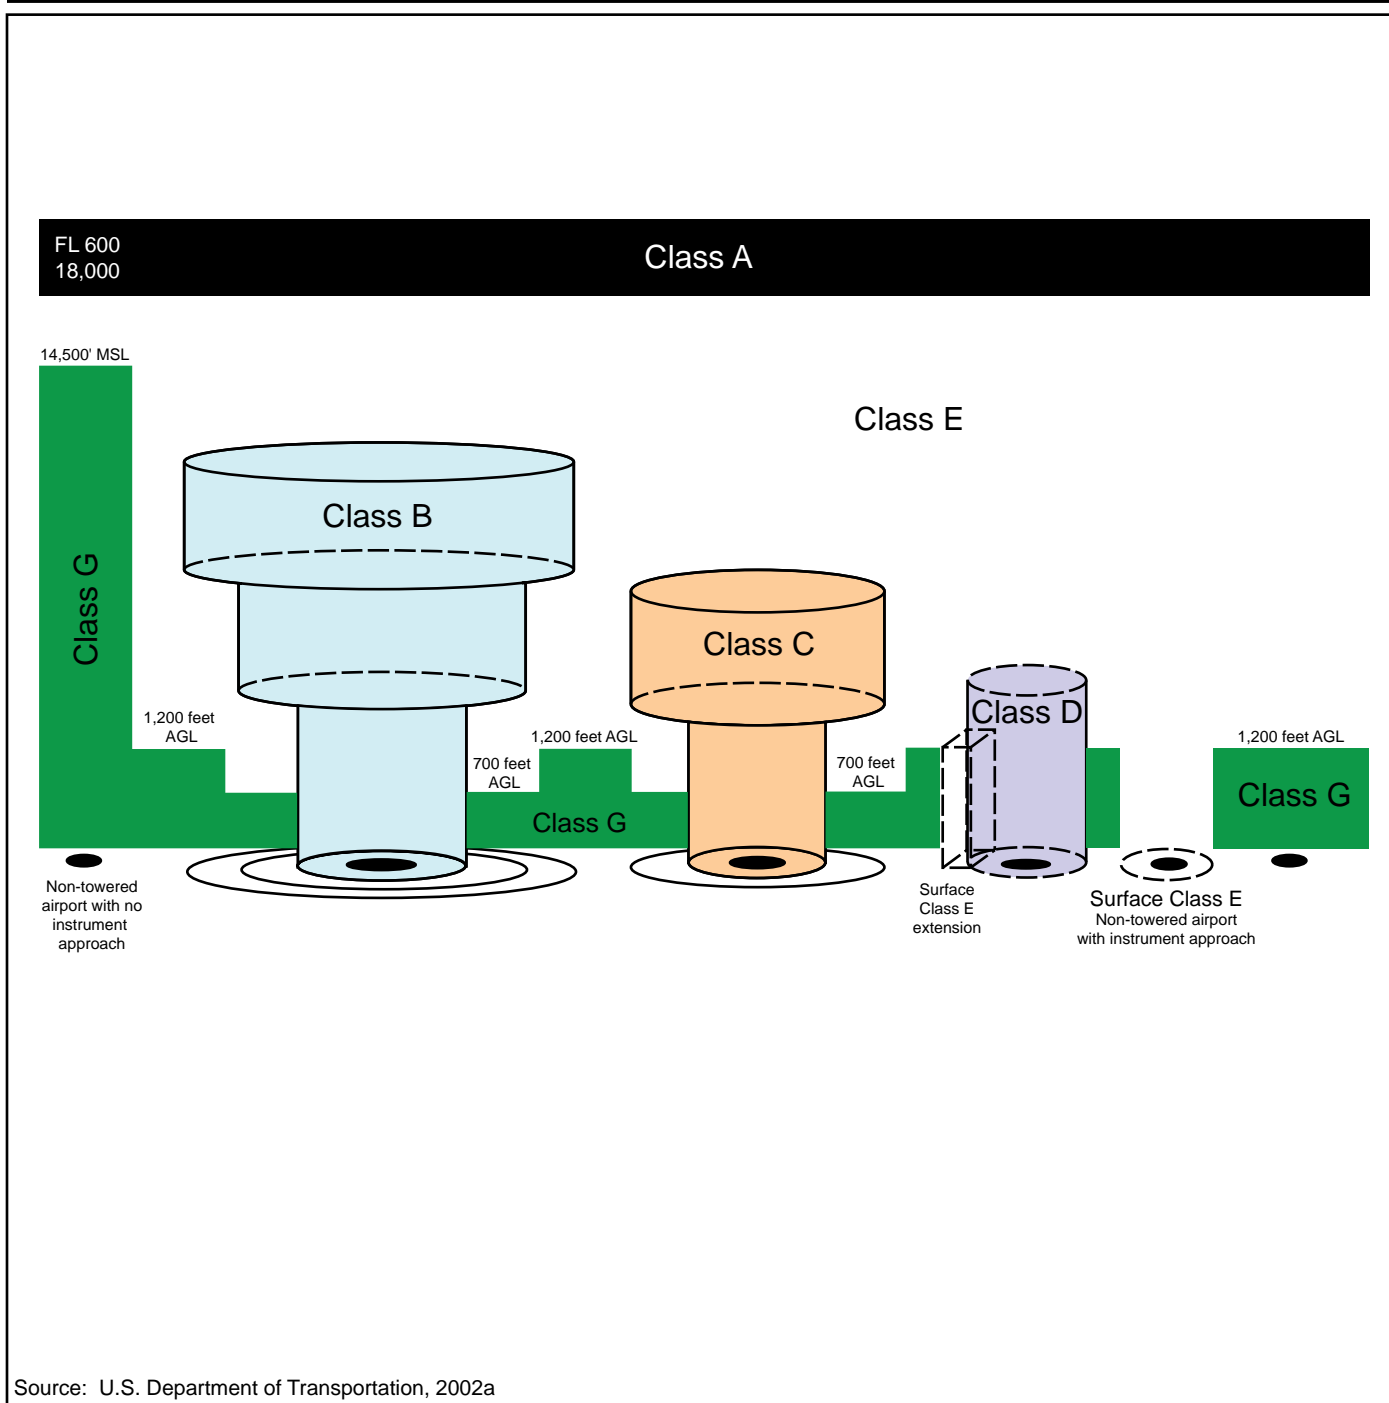 FL 600
18,000
Class A
14,500' MSL
Class E
Class B
Class G
Class C
Class D
1,200 feet
AGL
1,200 feet AGL
700 feet
AGL
700 feet
AGL
1,200 feet AGL
Class G
Class G
Non-towered
airport with no
instrument
approach
Surface
Class E
extension
Surface Class E
Non-towered airport
with instrument approach
Source:  U.S. Department of Transportation, 2002a